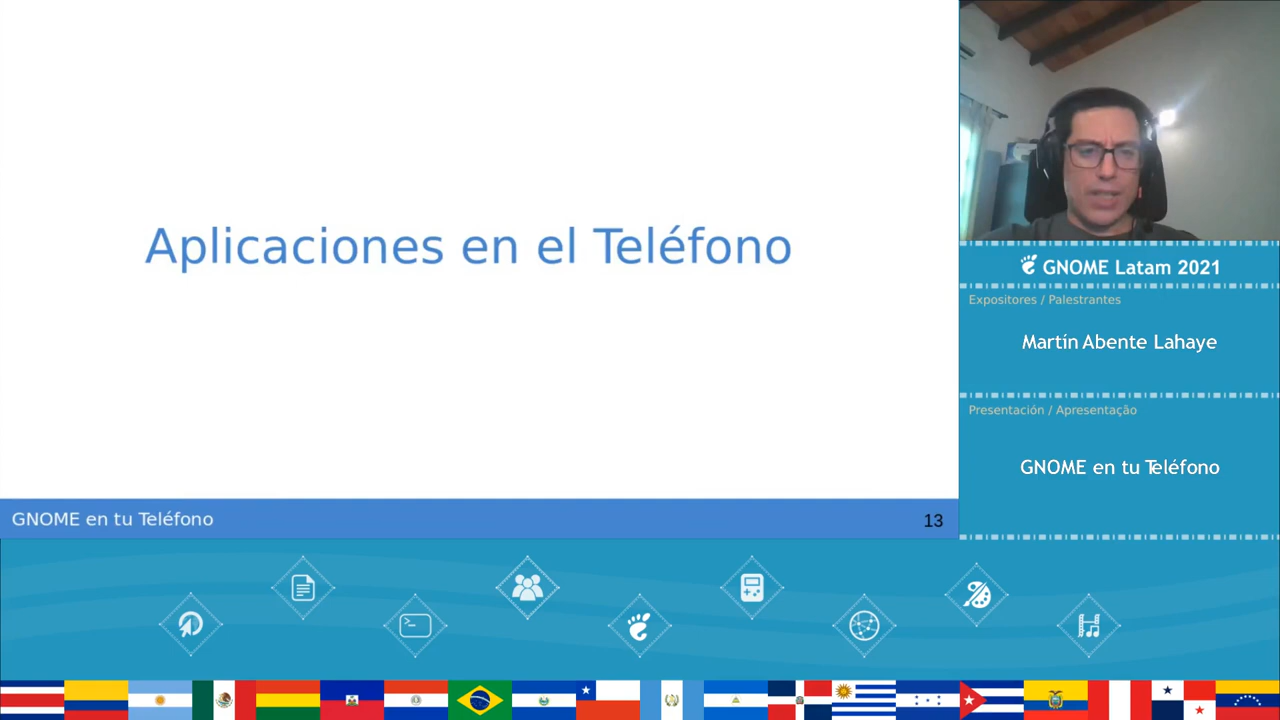 Aplicaciones en el Teléfono
GNOME en tu Teléfono
13
GNOME Latam 2021
Expositores / Palestrantes
Martín Abente Lahaye
Presentación / Apresentação
GNOME en tu Teléfono